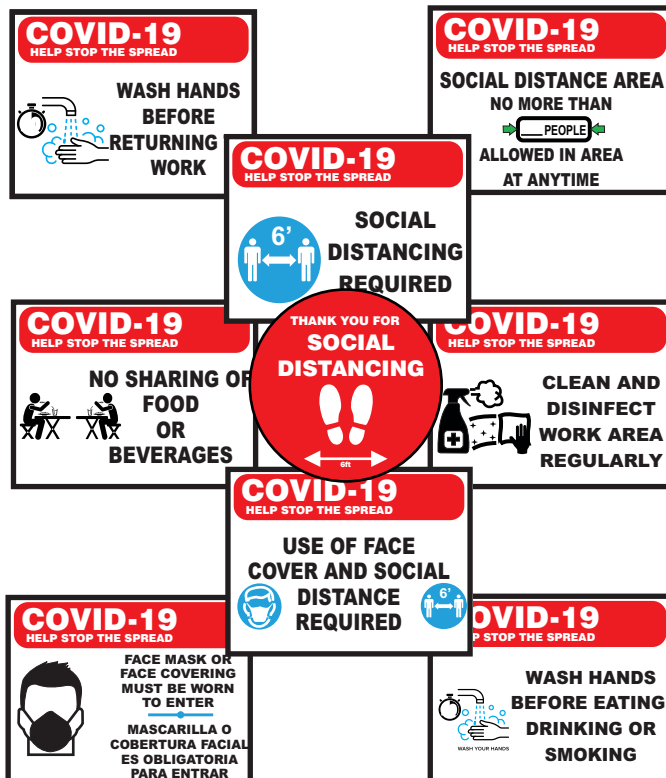 COVID-19
HELP STOP THE SPREAD
WASH HANDS
BEFORE
RETURNING
WORK
COVID-19
HELP STOP THE SPREAD
SOCIAL DISTANCE AREA
NO MORE THAN
___PEOPLE
ALLOWED IN AREA
AT ANYTIME
COVID-19
HELP STOP THE SPREAD
6'
SOCIAL
DISTANCING
REQUIRED
COVID-19
HELP STOP THE SPREAD
NO SHARING OF
FOOD
OR
BEVERAGES
THANK YOU FOR
SOCIAL
DISTANCING
6ft
COVID-19
HELP STOP THE SPREAD
CLEAN AND
DISINFECT
WORK AREA
REGULARLY
COVID-19
HELP STOP THE SPREAD
USE OF FACE
COVER AND SOCIAL
DISTANCE
REQUIRED
6'
COVID-19
HELP STOP THE SPREAD
FACE MASK OR
FACE COVERING
MUST BE WORN
TO ENTER
MASCARILLA O
COBERTURA FACIAL
ES OBLIGATORIA
PARA ENTRAR
OVID-19
P STOP THE SPREAD
WASH HANDS
BEFORE EATING
DRINKING OR
SMOKING
WASH YOUR HANDS